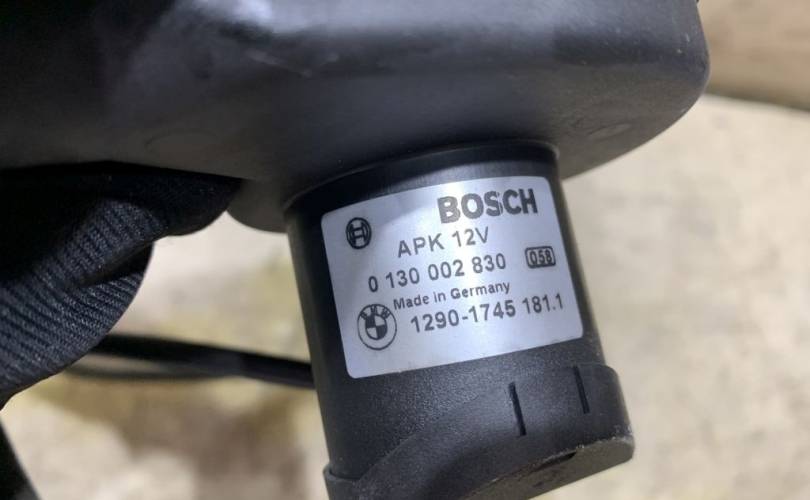 BOSCH
APK 12V
0 130 002 830 058
Made in Germany
1290-1745 181.1